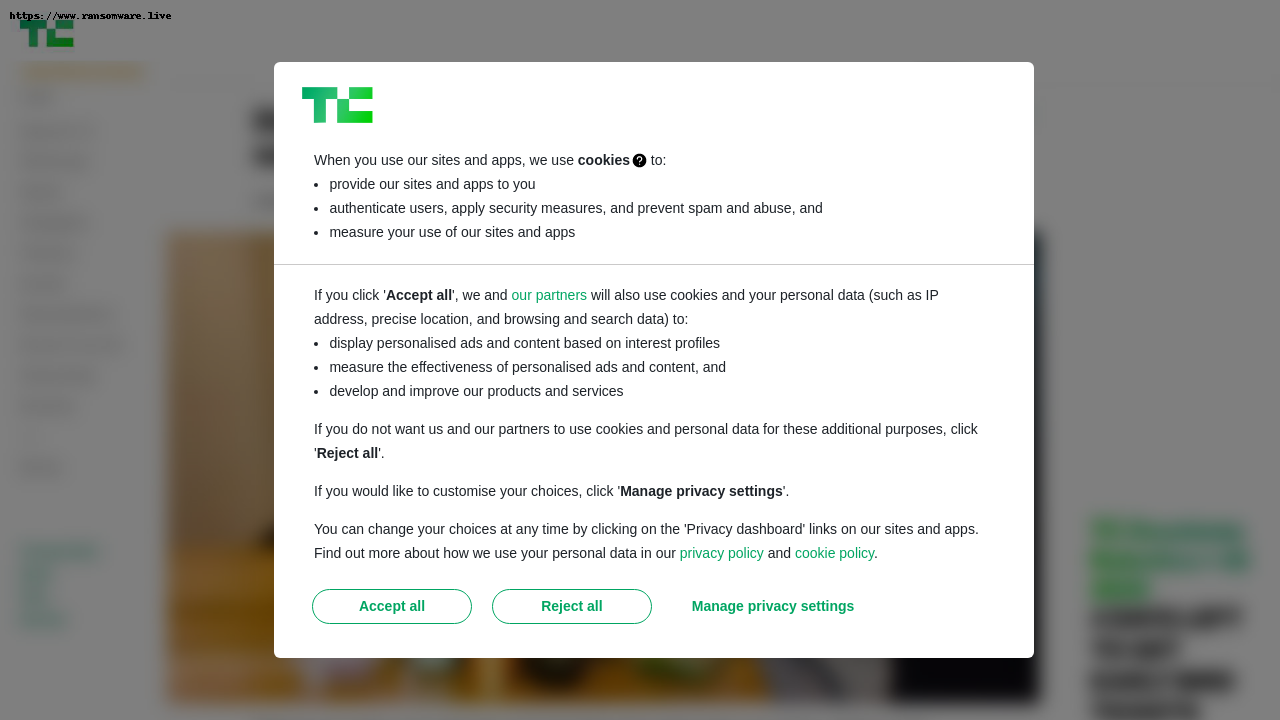 https://www.ransomware.live
TC
TC
When you use our sites and apps, we use cookies ? to:
• provide our sites and apps to you
• authenticate users, apply security measures, and prevent spam and abuse, and
• measure your use of our sites and apps
If you click 'Accept all', we and our partners will also use cookies and your personal data (such as IP
address, precise location, and browsing and search data) to:
• display personalised ads and content based on interest profiles
• measure the effectiveness of personalised ads and content, and
• develop and improve our products and services
If you do not want us and our partners to use cookies and personal data for these additional purposes, click
'Reject all'.
If you would like to customise your choices, click 'Manage privacy settings'.
You can change your choices at any time by clicking on the 'Privacy dashboard' links on our sites and apps.
Find out more about how we use your personal data in our privacy policy and cookie policy.
Accept all Reject all Manage privacy settings